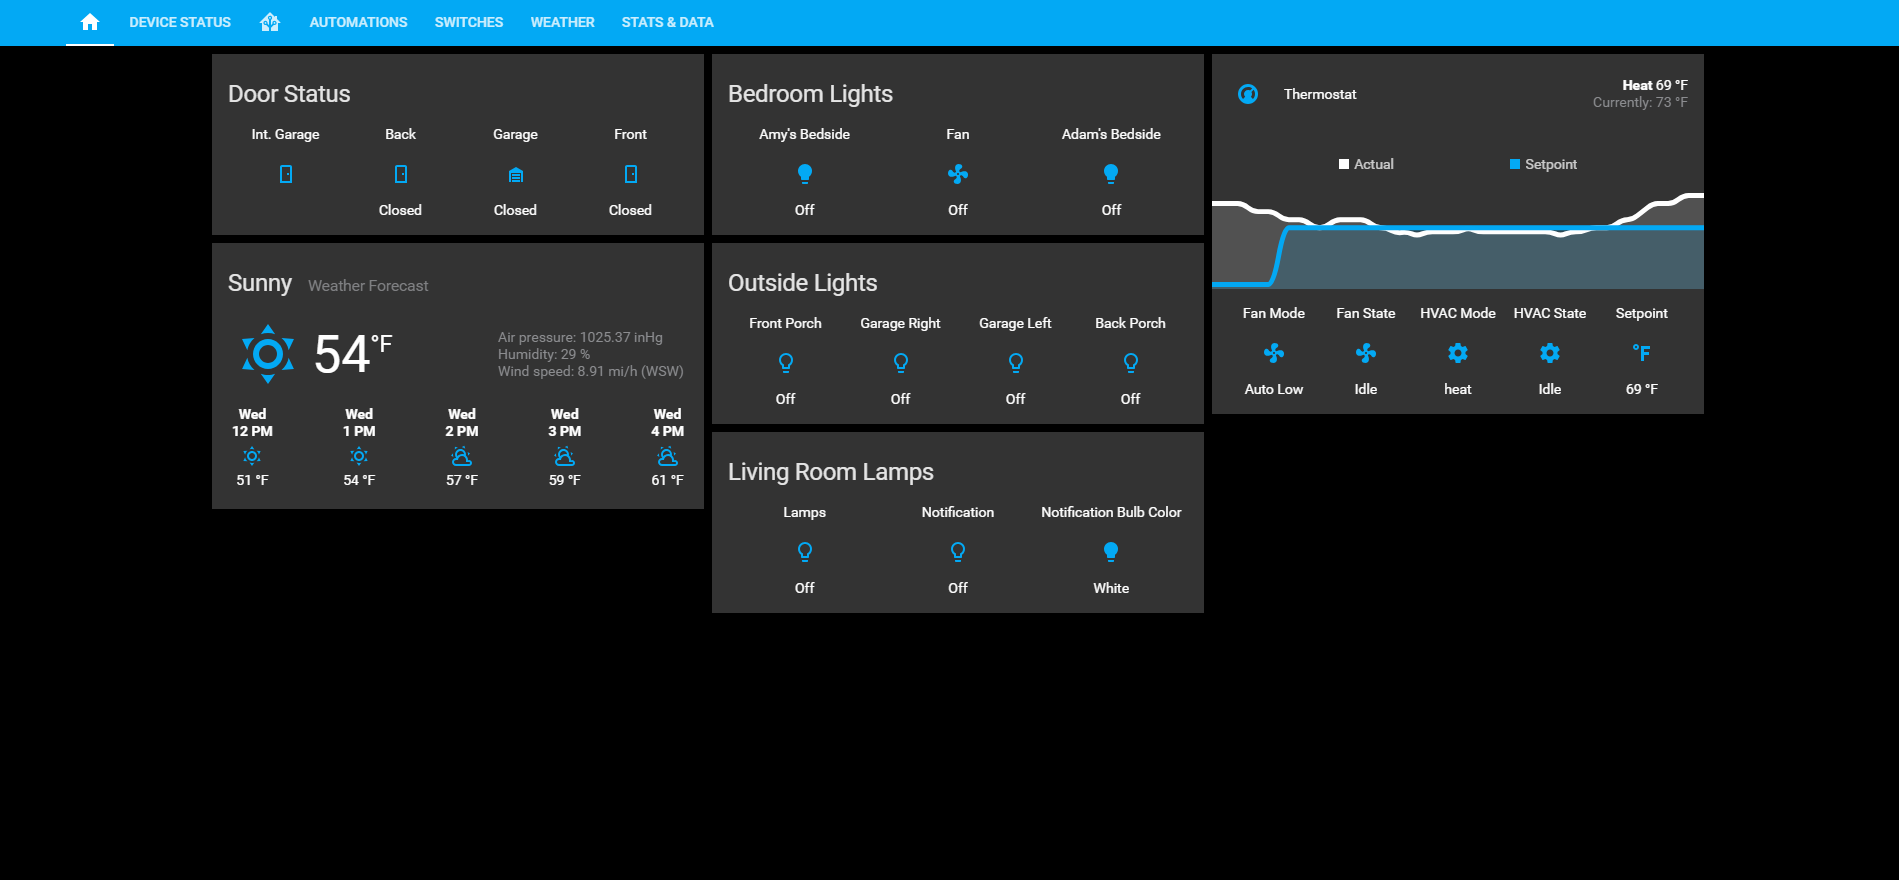 DEVICE STATUS AUTOMATIONS SWITCHES WEATHER STATS & DATA
Door Status
Int. Garage Back Garage Front
Closed Closed Closed
Sunny Weather Forecast
54°F
Air pressure: 1025.37 inHg
Humidity: 29 %
Wind speed: 8.91 mi/h (WSW)
Wed Wed Wed Wed Wed
12 PM 1 PM 2 PM 3 PM 4 PM
51 °F 54 °F 57 °F 59 °F 61 °F
Bedroom Lights
Amy's Bedside Fan Adam's Bedside
Off Off Off
Outside Lights
Front Porch Garage Right Garage Left Back Porch
Off Off Off Off
Living Room Lamps
Lamps Notification Notification Bulb Color
Off Off White
Thermostat
Heat 69 °F
Currently: 73 °F
Actual Setpoint
Fan Mode Fan State HVAC Mode HVAC State Setpoint
°F
Auto Low Idle heat Idle 69 °F